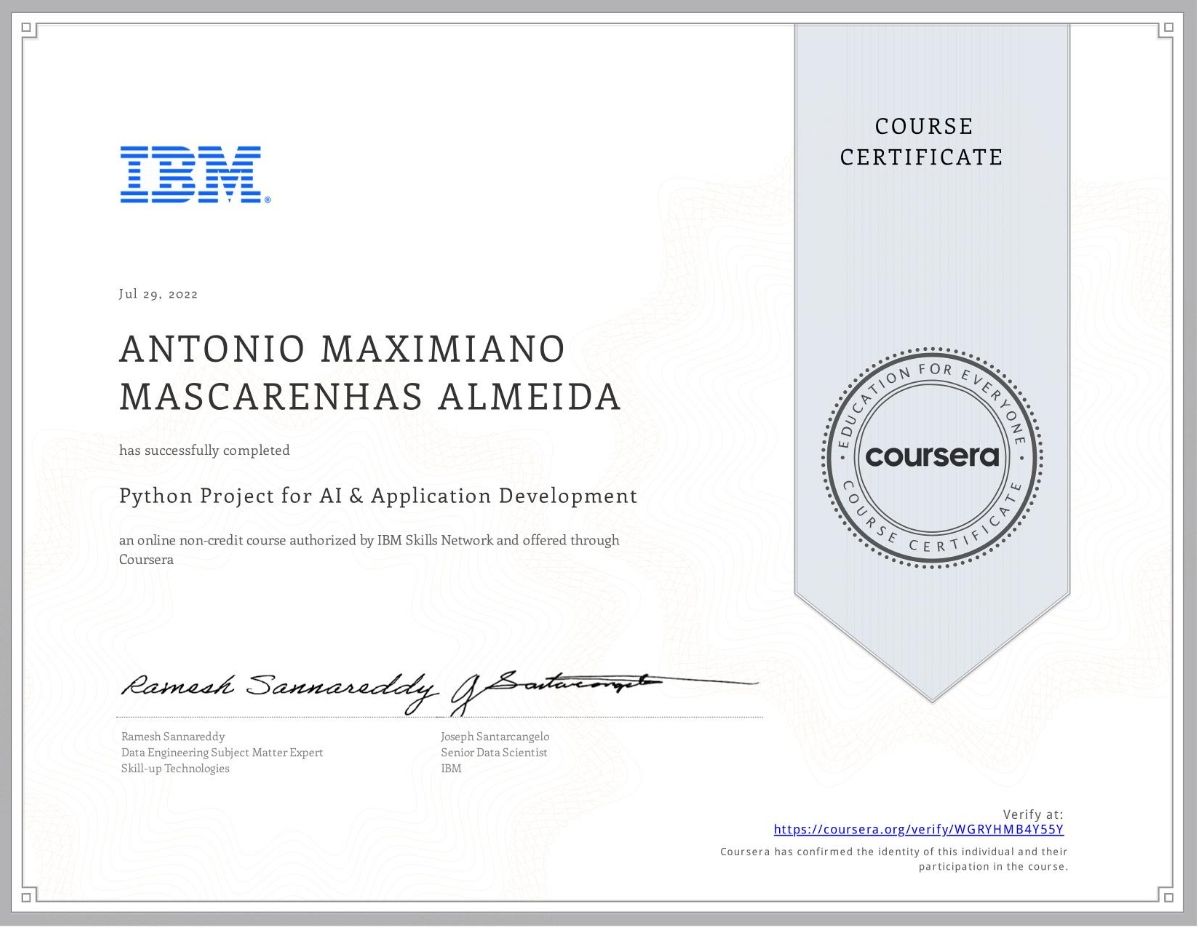 COURSE
CERTIFICATE
IBM®
Jul 29, 2022
ANTONIO MAXIMIANO
MASCARENHAS ALMEIDA
has successfully completed
Python Project for AI & Application Development
an online non-credit course authorized by IBM Skills Network and offered through
Coursera
EDUCATION FOR EVERYONE
coursera
COURSE CERTIFICATE
Ramesh Sannareddy
J Santarcangelo
Ramesh Sannareddy
Data Engineering Subject Matter Expert
Skill-up Technologies
Joseph Santarcangelo
Senior Data Scientist
IBM
Verify at:
https://coursera.org/verify/WGRYHMB4Y55Y
Coursera has confirmed the identity of this individual and their
participation in the course.